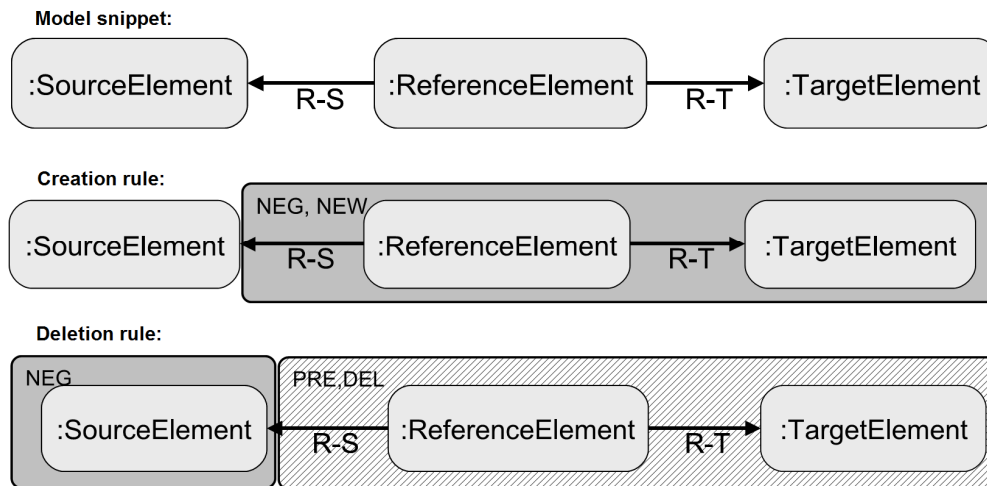 Model snippet:
:SourceElement R-S :ReferenceElement R-T :TargetElement
Creation rule:
NEG, NEW
:SourceElement R-S :ReferenceElement R-T :TargetElement
Deletion rule:
NEG PRE,DEL
:SourceElement R-S :ReferenceElement R-T :TargetElement